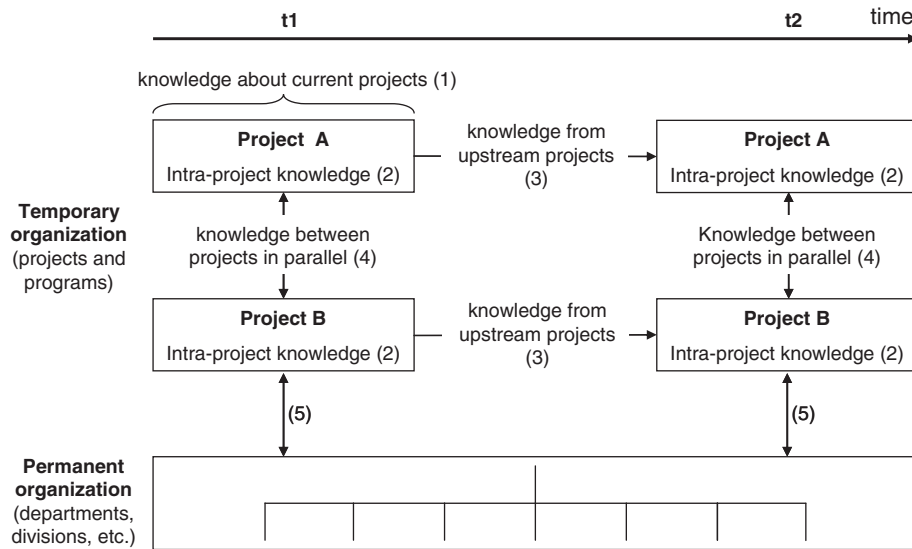 t1
t2
time
knowledge about current projects (1)
Project A
Intra-project knowledge (2)
knowledge from
upstream projects
(3)
Project A
Intra-project knowledge (2)
Temporary
organization
(projects and
programs)
knowledge between
projects in parallel (4)
Knowledge between
projects in parallel (4)
Project B
Intra-project knowledge (2)
knowledge from
upstream projects
(3)
Project B
Intra-project knowledge (2)
(5)
(5)
Permanent
organization
(departments,
divisions, etc.)